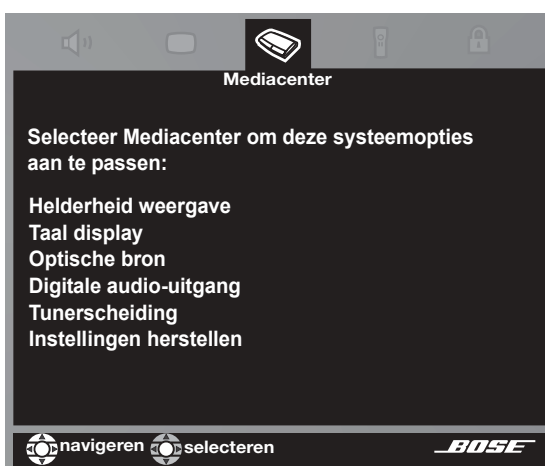 Mediacenter
Selecteer Mediacenter om deze systeemopties
aan te passen:
Helderheid weergave
Taal display
Optische bron
Digitale audio-uitgang
Tunerscheiding
Instellingen herstellen
navigeren selecteren BOSE